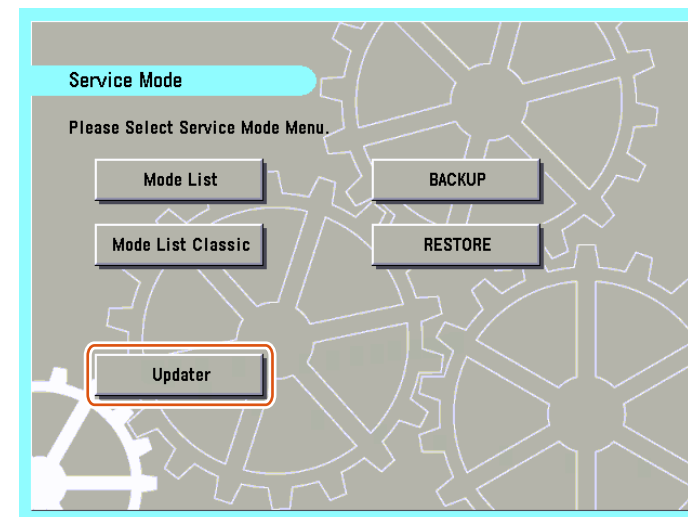 Service Mode
Please Select Service Mode Menu.
Mode List
BACKUP
Mode List Classic
RESTORE
Updater